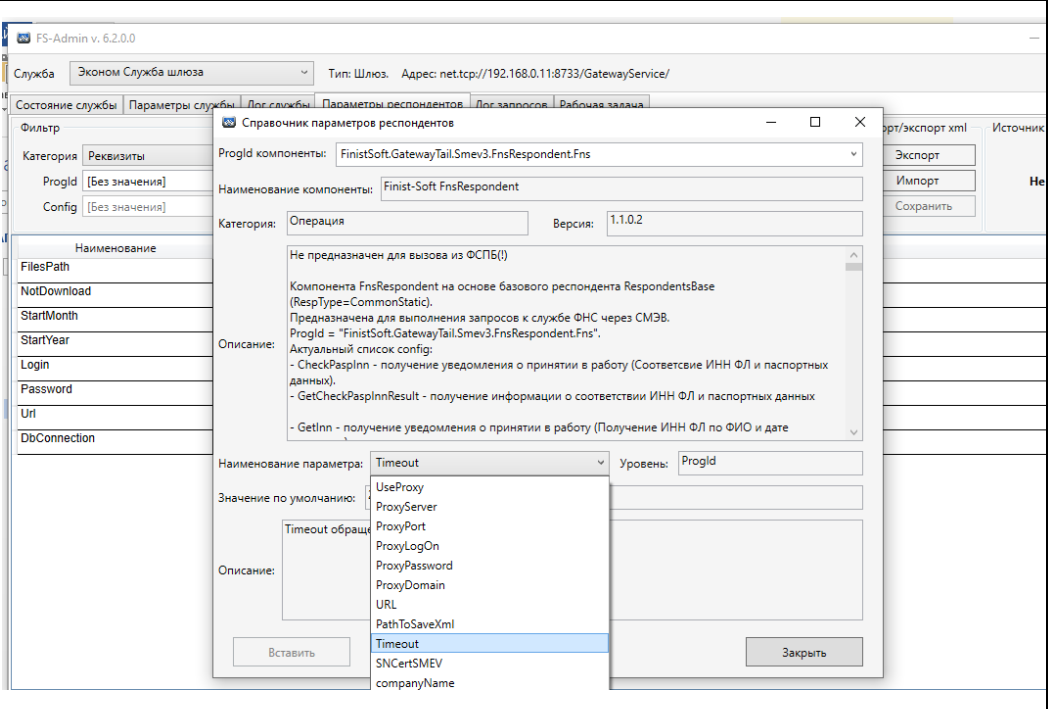 FS-Admin v. 6.2.0.0
Служба
Эконом Служба шлюза
Тип: Шлюз. Адрес: net.tcp://192.168.0.11:8733/GatewayService/
Состояние службы
Параметры службы
Лог службы
Параметры респондентов
Лог запросов
Рабочая задача
Фильтр
Категория
Реквизиты
ProgId
[Без значения]
Config
[Без значения]
орт/экспорт xml
Экспорт
Импорт
Сохранить
Источник
Не
Наименование
FilesPath
NotDownload
StartMonth
StartYear
Login
Password
Url
DbConnection
Справочник параметров респондентов
ProgId компоненты:
FinistSoft.GatewayTail.Smev3.FnsRespondent.Fns
Наименование компоненты:
Finist-Soft FnsRespondent
Категория:
Операция
Версия:
1.1.0.2
Описание:
Не предназначен для вызова из ФСПБ(!)
Компонента FnsRespondent на основе базового респондента RespondentsBase
(RespType=CommonStatic).
Предназначена для выполнения запросов к службе ФНС через СМЭВ.
ProgId = "FinistSoft.GatewayTail.Smev3.FnsRespondent.Fns".
Актуальный список config:
- CheckPaspInn - получение уведомления о принятии в работу (Соответсвие ИНН ФЛ и паспортных
данных).
- GetCheckPaspInnResult - получение информации о соответствии ИНН ФЛ и паспортных данных
- GetInn - получение уведомления о принятии в работу (Получение ИНН ФЛ по ФИО и дате
Наименование параметра:
Timeout
Уровень:
ProgId
Значение по умолчанию:
Описание:
Timeout обраще
UseProxy
ProxyServer
ProxyPort
ProxyLogOn
ProxyPassword
ProxyDomain
URL
PathToSaveXml
Timeout
SNCertSMEV
companyName
Вставить
Закрыть